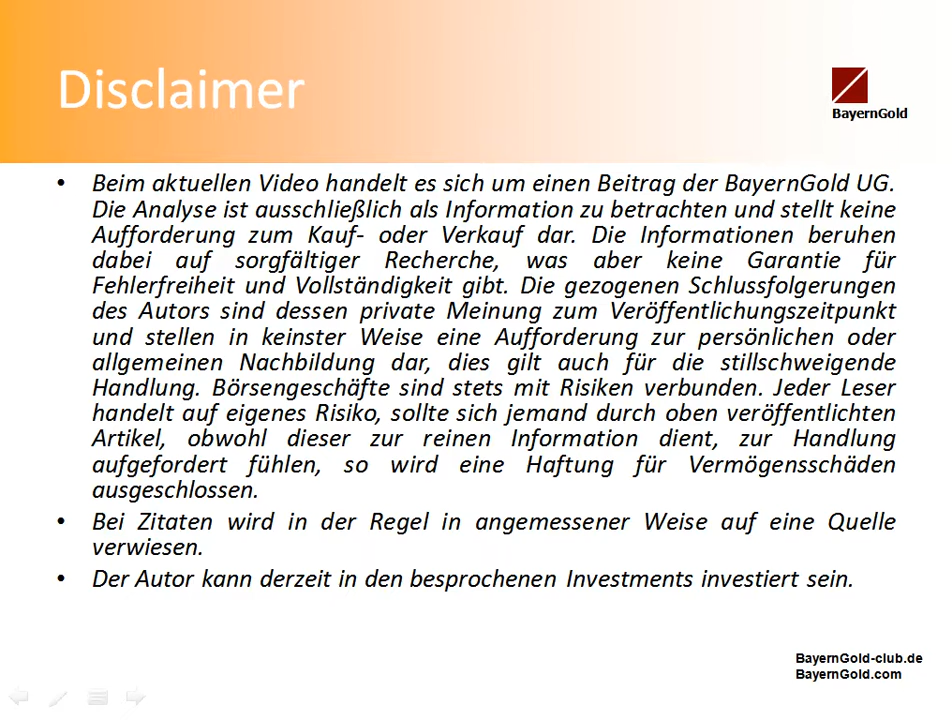 Disclaimer
BayernGold
• Beim aktuellen Video handelt es sich um einen Beitrag der BayernGold UG.
Die Analyse ist ausschließlich als Information zu betrachten und stellt keine
Aufforderung zum Kauf- oder Verkauf dar. Die Informationen beruhen
dabei auf sorgfältiger Recherche, was aber keine Garantie für
Fehlerfreiheit und Vollständigkeit gibt. Die gezogenen Schlussfolgerungen
des Autors sind dessen private Meinung zum Veröffentlichungszeitpunkt
und stellen in keinster Weise eine Aufforderung zur persönlichen oder
allgemeinen Nachbildung dar, dies gilt auch für die stillschweigende
Handlung. Börsengeschäfte sind stets mit Risiken verbunden. Jeder Leser
handelt auf eigenes Risiko, sollte sich jemand durch oben veröffentlichten
Artikel, obwohl dieser zur reinen Information dient, zur Handlung
aufgefordert fühlen, so wird eine Haftung für Vermögensschäden
ausgeschlossen.
• Bei Zitaten wird in der Regel in angemessener Weise auf eine Quelle
verwiesen.
• Der Autor kann derzeit in den besprochenen Investments investiert sein.
BayernGold-club.de
BayernGold.com